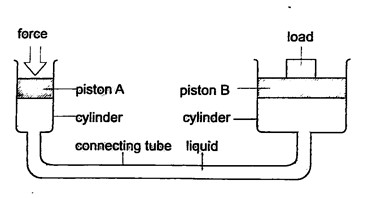 force
load
piston A
piston B
cylinder
cylinder
connecting tube
liquid